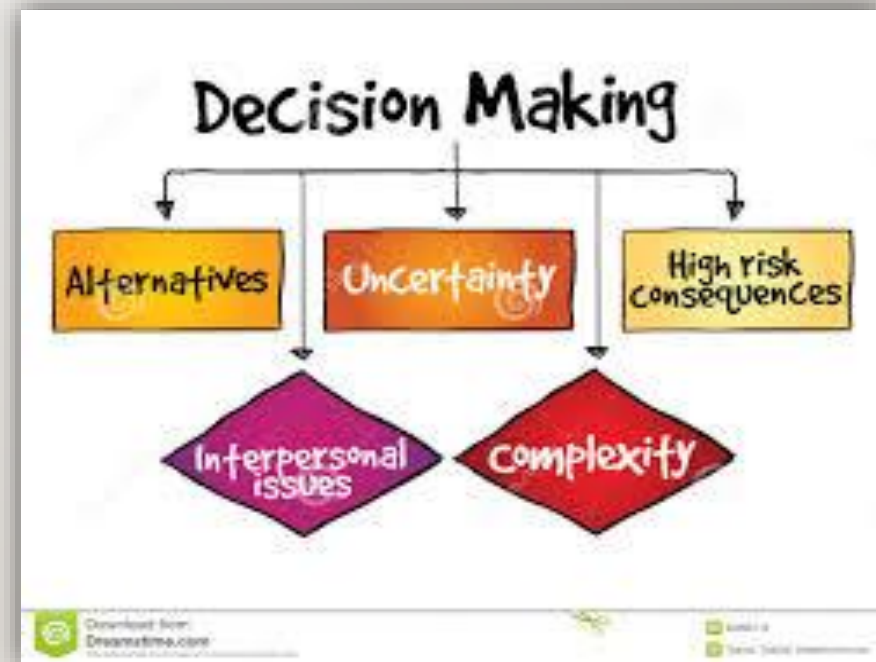 Decision Making
Alternatives
Uncertainty
High risk
consequences
Interpersonal
issues
Complexity
Download from
Dreamstime.com